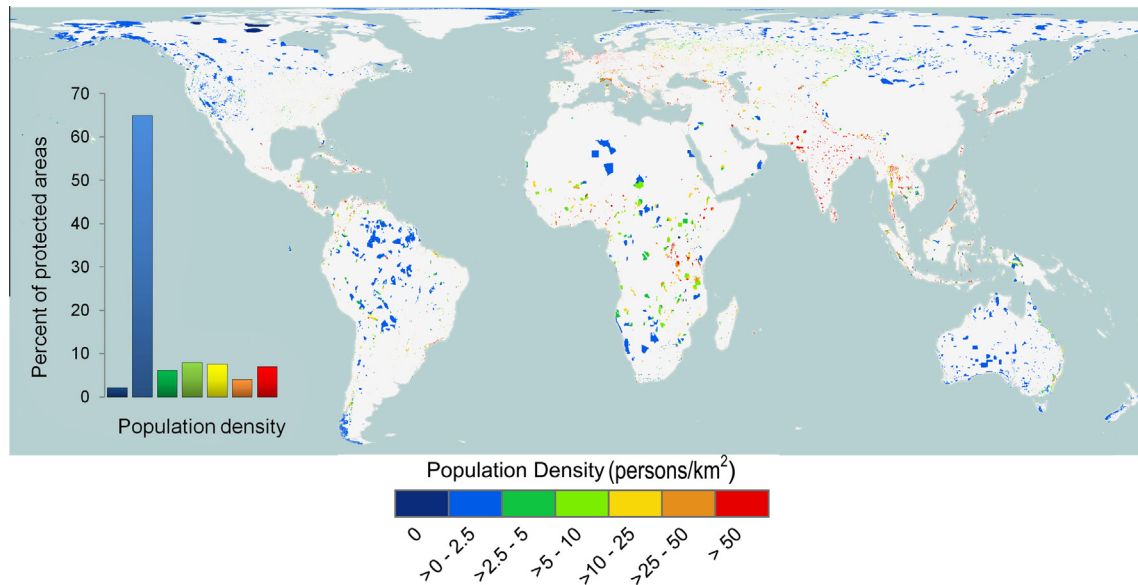 70
60
50
40
30
20
10
0
Percent of protected areas
Population density
Population Density (persons/km²)
0
>0 - 2.5
>2.5 - 5
>5 - 10
>10 - 25
>25 - 50
> 50